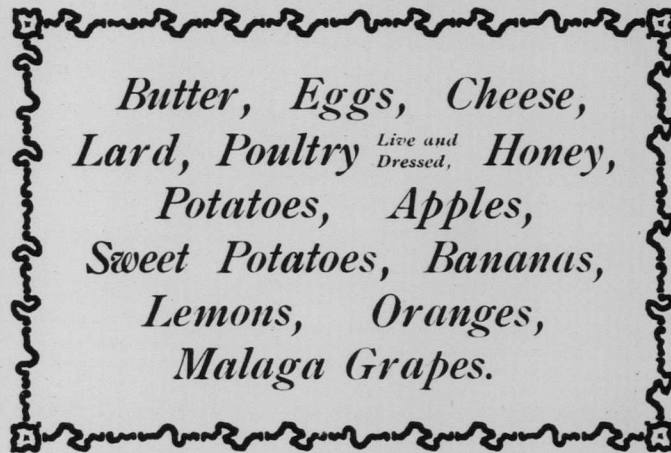 Butter, Eggs, Cheese,
Lard, Poultry Live and Dressed, Honey,
Potatoes, Apples,
Sweet Potatoes, Bananas,
Lemons, Oranges,
Malaga Grapes.